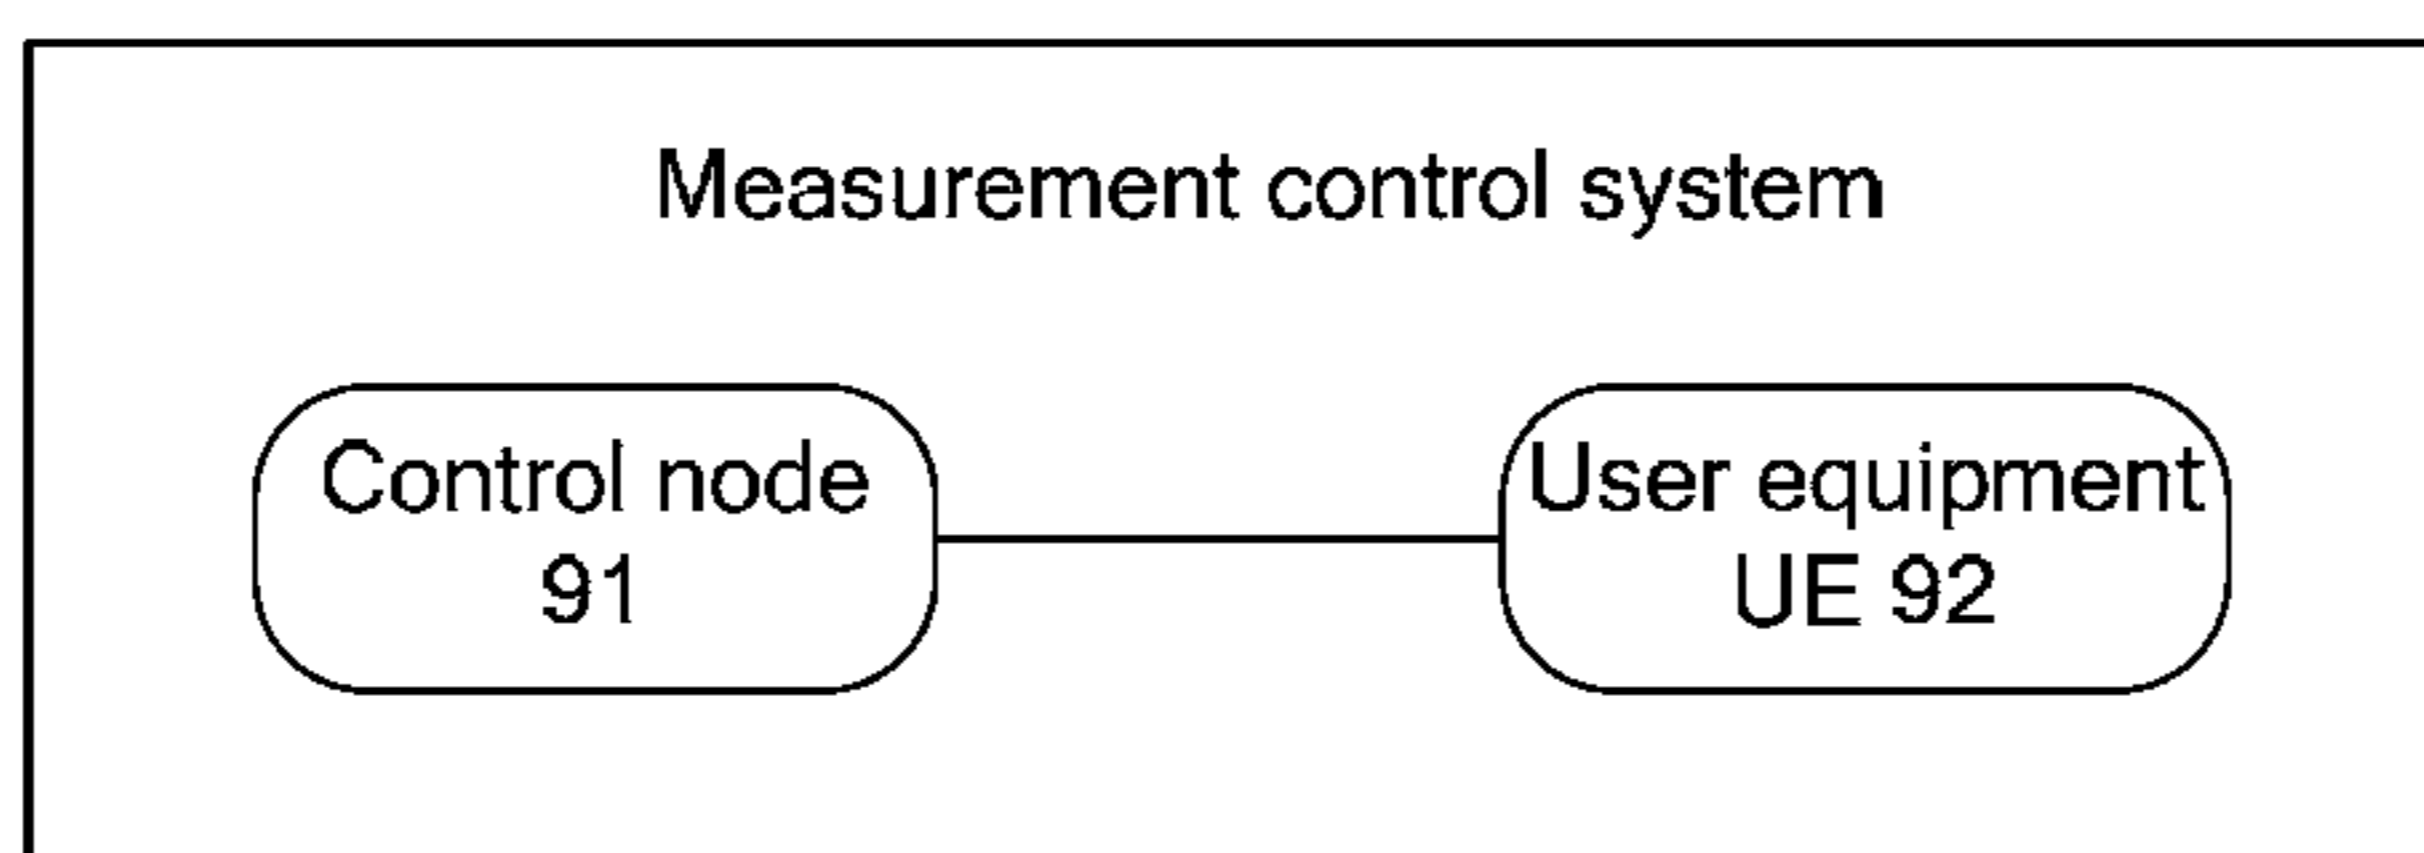 Measurement control system
Control node
91
User equipment
UE 92